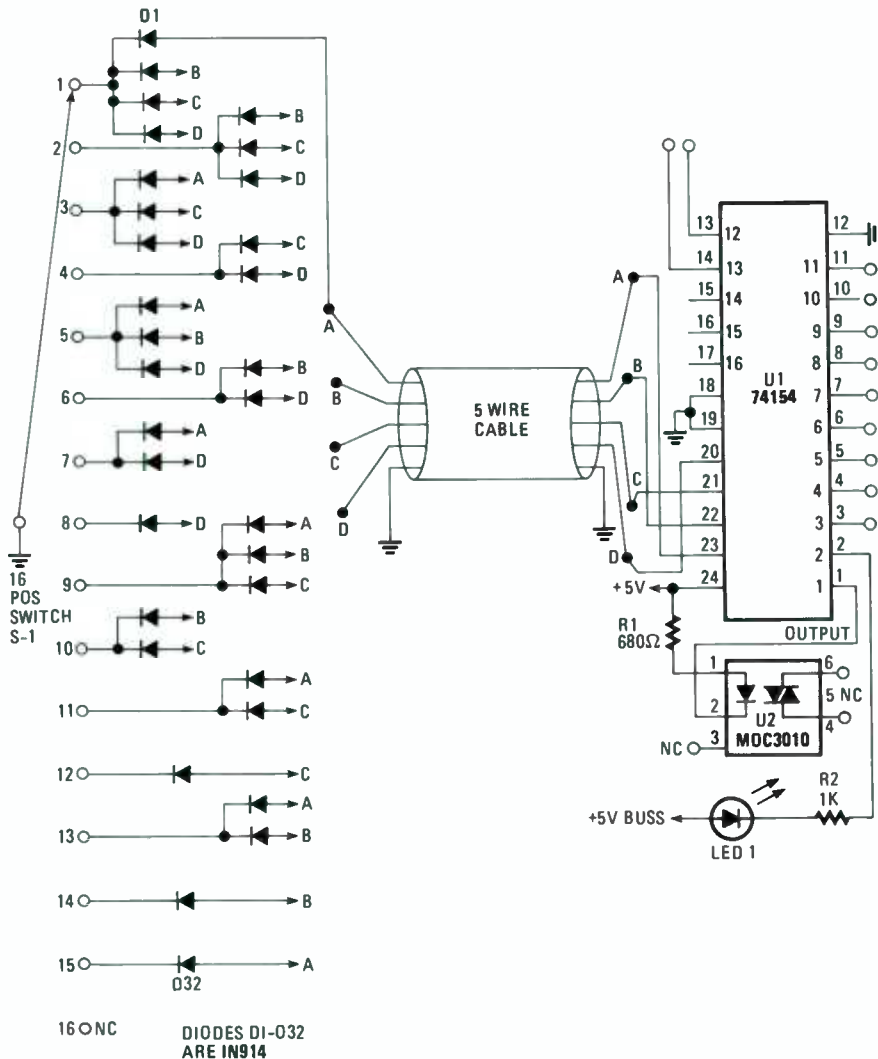 D1
1
B
C
D
2
B
C
D
3
A
C
D
4
C
D
5
A
B
D
6
B
D
7
A
D
8
D
9
A
B
C
10
B
C
11
A
C
12
C
13
A
B
14
B
15
A
D32
16 NC
16
POS
SWITCH
S-1
DIODES DI-D32
ARE IN914
A
B
C
D
5 WIRE
CABLE
A
B
C
D
U1
74154
13
14
15
16
17
18
19
20
21
22
23
24
12
13
14
15
16
12
11
10
9
8
7
6
5
4
3
2
1
11
10
9
8
7
6
5
4
3
2
1
+5V
R1
680Ω
OUTPUT
1
2
3
NC
U2
MOC3010
6
5 NC
4
R2
1K
+5V BUSS
LED 1